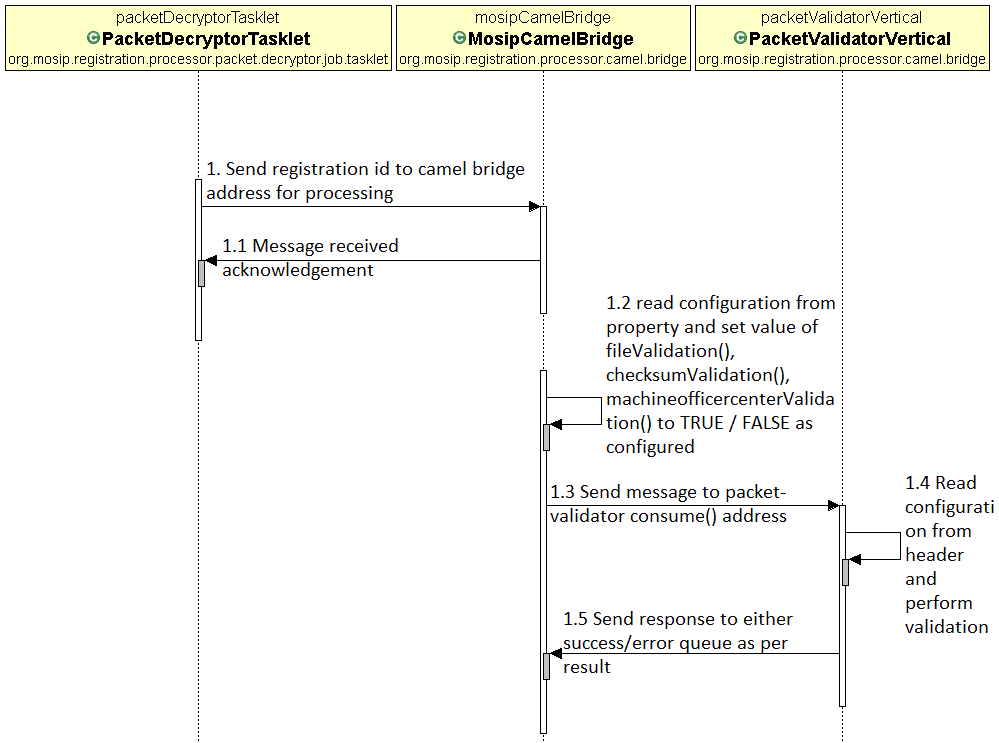 packetDecryptorTasklet
PacketDecryptorTasklet
org.mosip.registration.processor.packet.decryptor.job.tasklet
mosipCamelBridge
MosipCamelBridge
org.mosip.registration.processor.camel.bridge
packetValidatorVertical
PacketValidatorVertical
org.mosip.registration.processor.camel.bridge
1. Send registration id to camel bridge
address for processing
1.1 Message received
acknowledgement
1.2 read configuration from
property and set value of
fileValidation(),
checksumValidation(),
machineofficercenterValida
tion() to TRUE / FALSE as
configured
1.3 Send message to packet-
validator consume() address
1.4 Read
configurati
on from
header
and
perform
validation
1.5 Send response to either
success/error queue as per
result